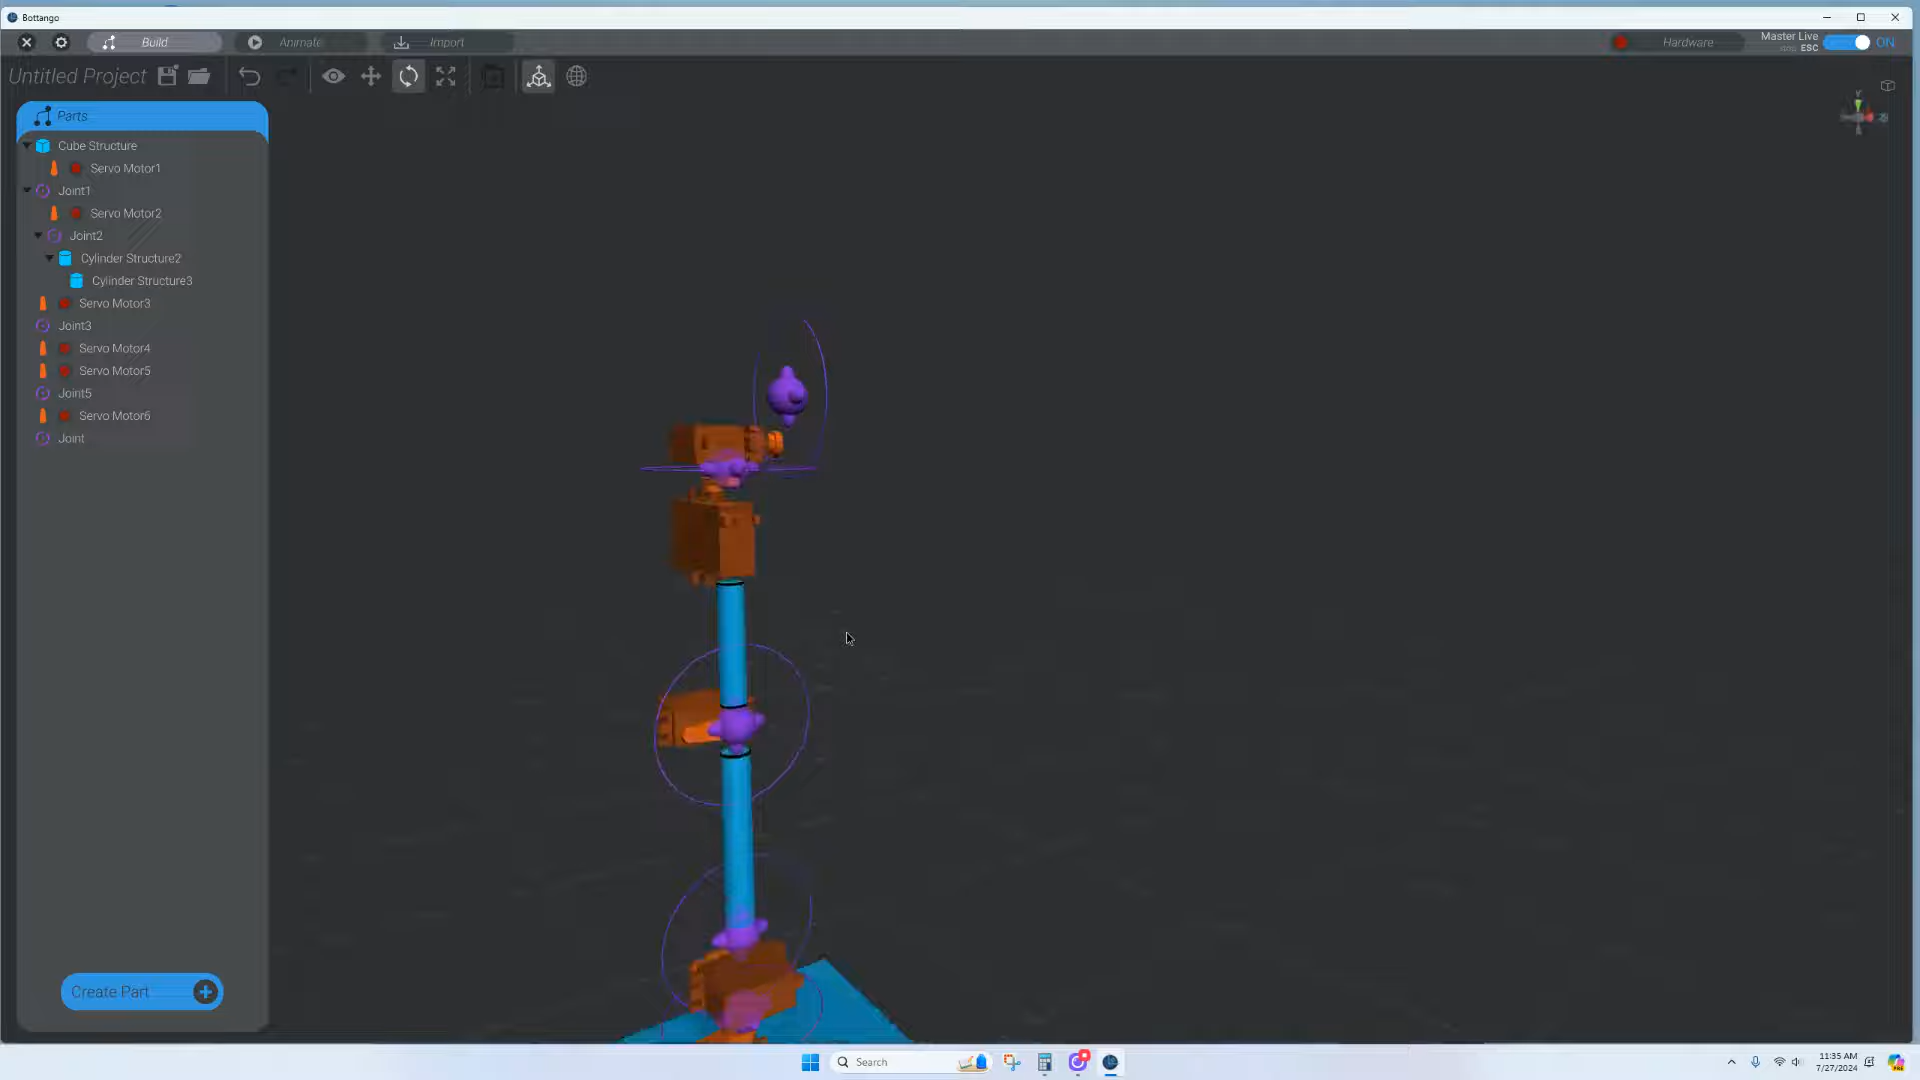 Bottango
Build
Animate
Import
Hardware
Master Live
ESC
ON
Untitled Project
Parts
Cube Structure
Servo Motor1
Joint1
Servo Motor2
Joint2
Cylinder Structure2
Cylinder Structure3
Servo Motor3
Joint3
Servo Motor4
Servo Motor5
Joint5
Servo Motor6
Joint
Create Part
Search
11:35 AM
7/27/2024